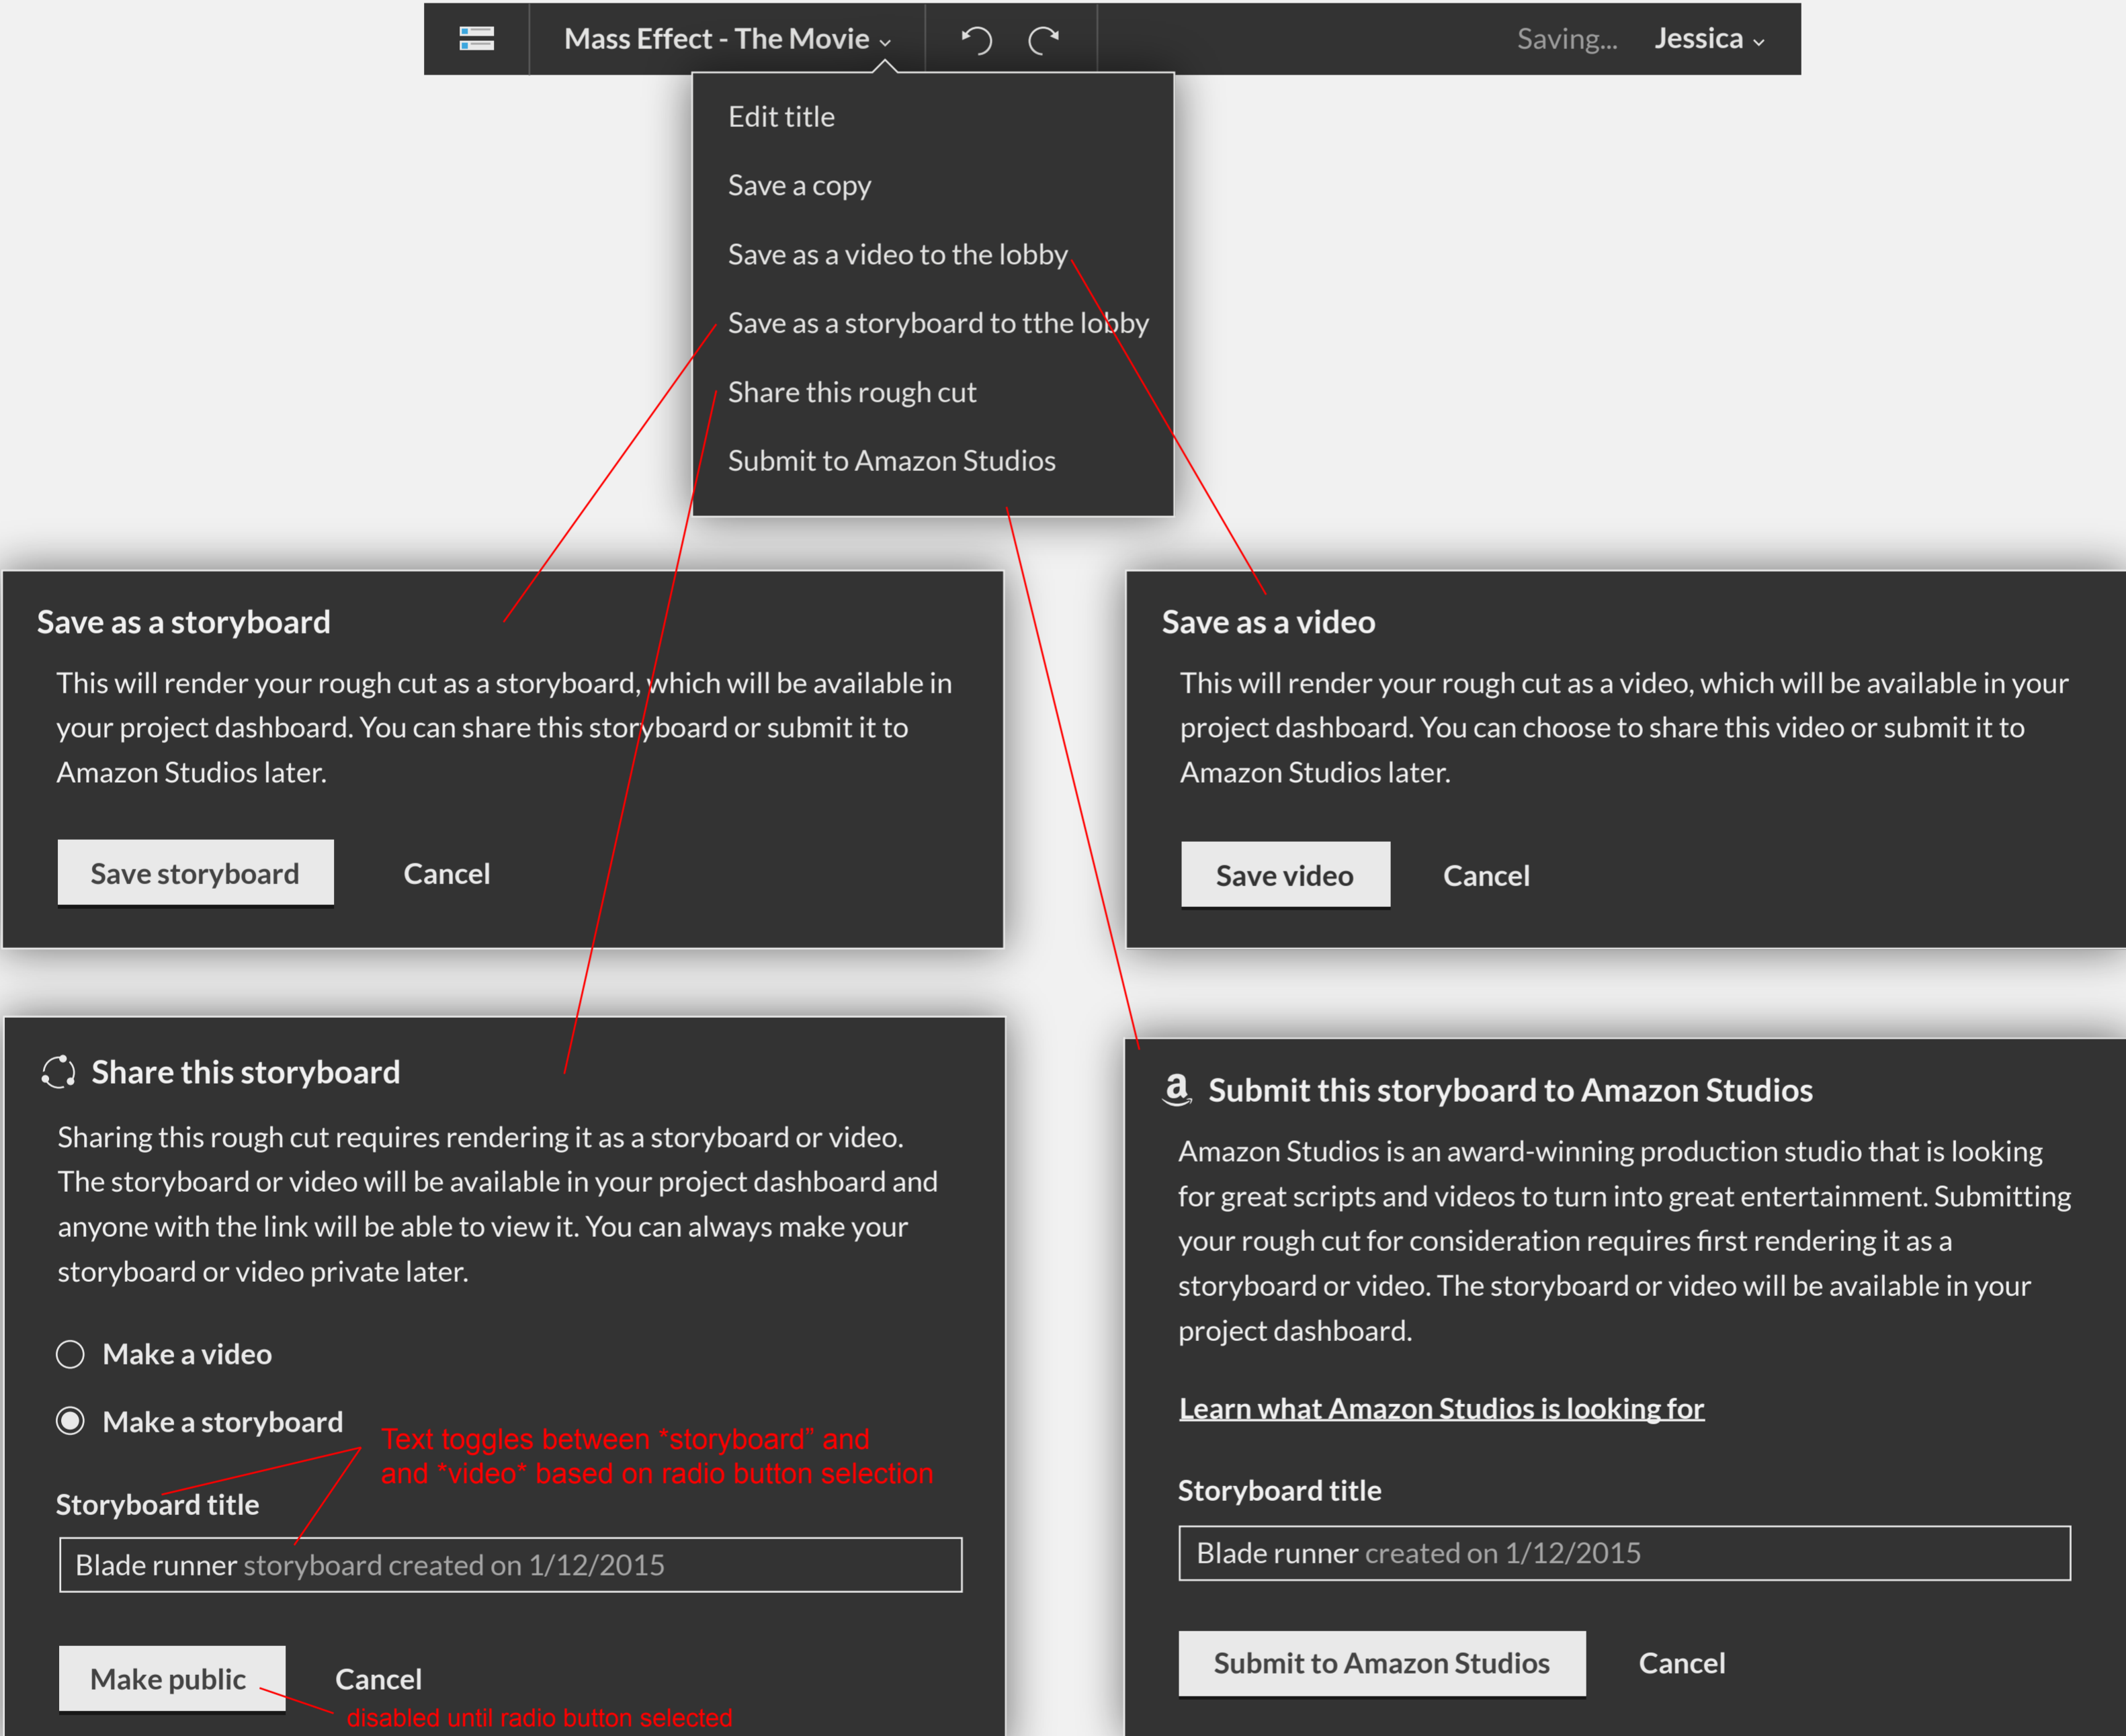 Mass Effect - The Movie
Saving...
Jessica
Edit title
Save a copy
Save as a video to the lobby
Save as a storyboard to tthe lobby
Share this rough cut
Submit to Amazon Studios
Save as a storyboard
This will render your rough cut as a storyboard, which will be available in
your project dashboard. You can share this storyboard or submit it to
Amazon Studios later.
Save storyboard
Cancel
Save as a video
This will render your rough cut as a video, which will be available in your
project dashboard. You can choose to share this video or submit it to
Amazon Studios later.
Save video
Cancel
Share this storyboard
Sharing this rough cut requires rendering it as a storyboard or video.
The storyboard or video will be available in your project dashboard and
anyone with the link will be able to view it. You can always make your
storyboard or video private later.
Make a video
Make a storyboard
Text toggles between *storyboard” and
and *video* based on radio button selection
Storyboard title
Blade runner storyboard created on 1/12/2015
Make public
Cancel
disabled until radio button selected
a Submit this storyboard to Amazon Studios
Amazon Studios is an award-winning production studio that is looking
for great scripts and videos to turn into great entertainment. Submitting
your rough cut for consideration requires first rendering it as a
storyboard or video. The storyboard or video will be available in your
project dashboard.
Learn what Amazon Studios is looking for
Storyboard title
Blade runner created on 1/12/2015
Submit to Amazon Studios
Cancel